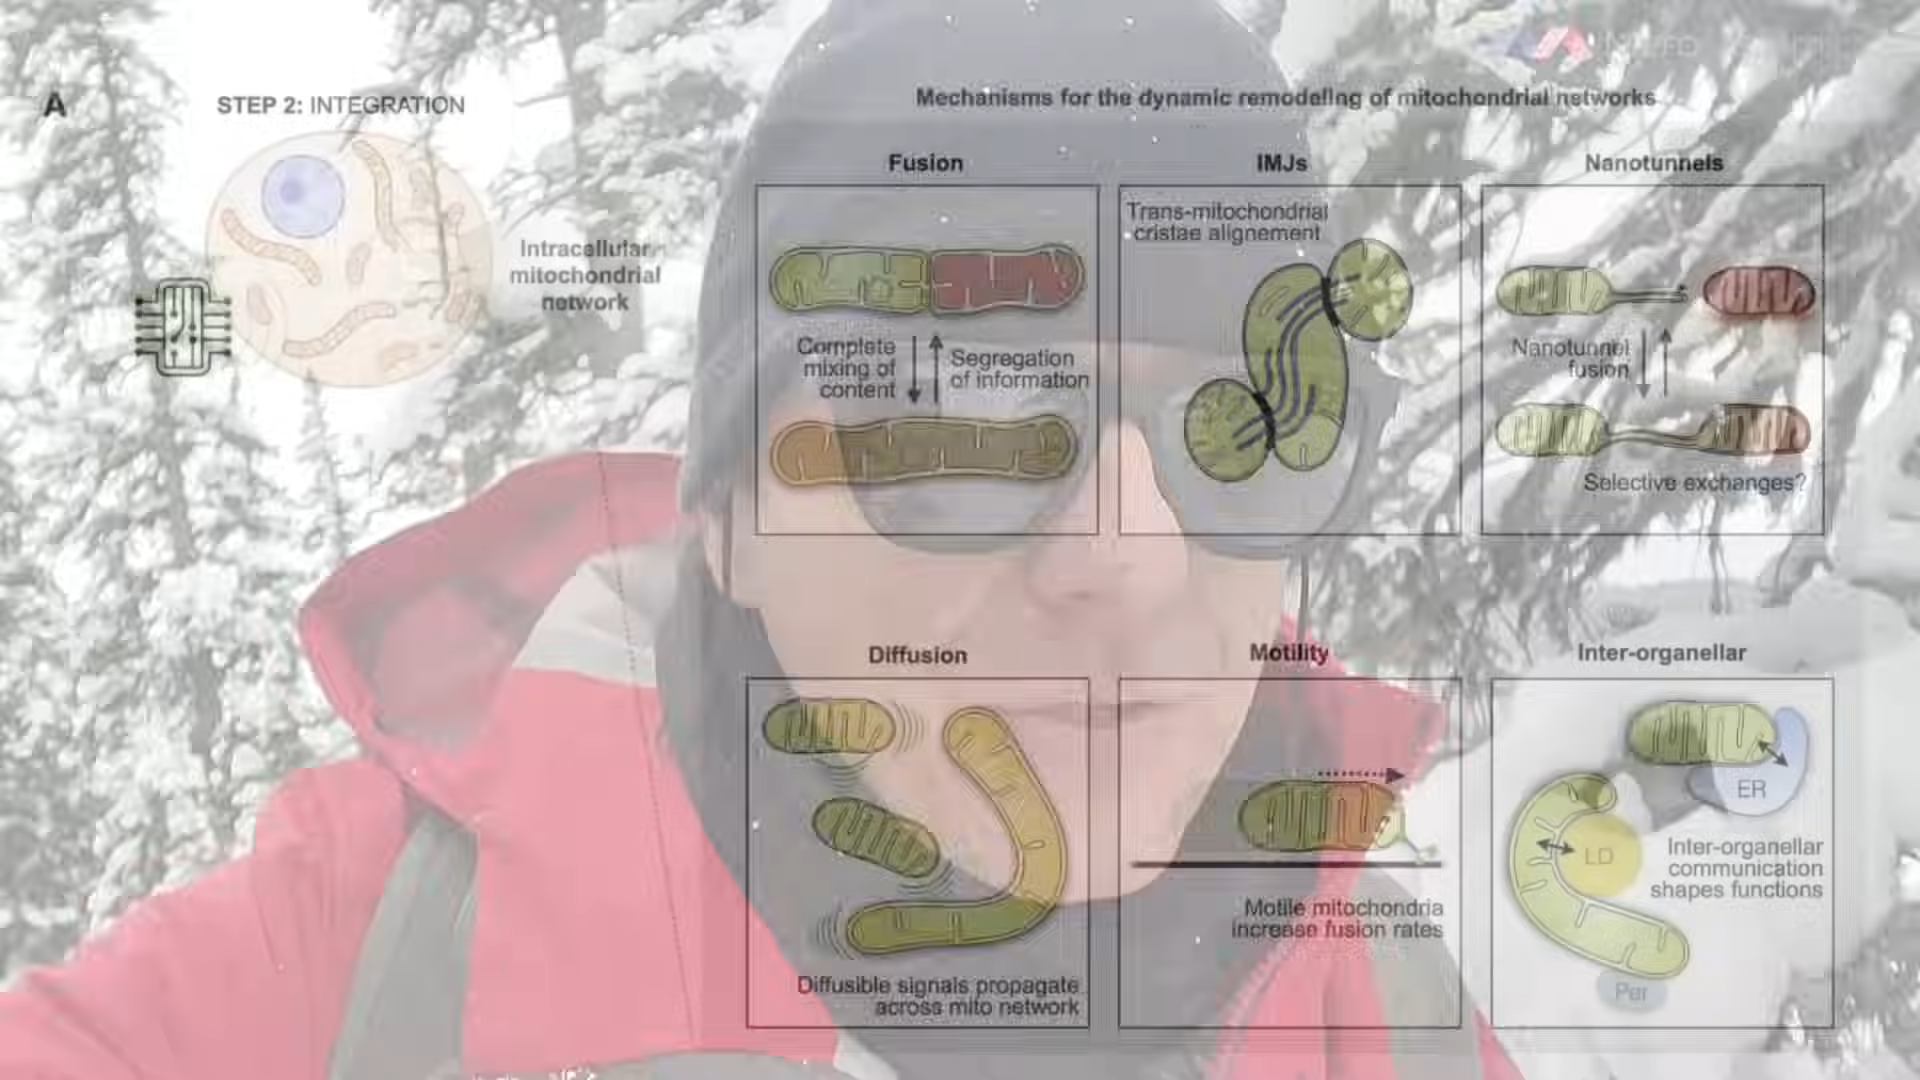 A
STEP 2: INTEGRATION
Intracellular
mitochondrial
network
Mechanisms for the dynamic remodeling of mitochondrial networks
Fusion
Complete
mixing of
content
Segregation
of information
IMJs
Trans-mitochondrial
cristae alignement
Nanotunnels
Nanotunnel
fusion
Selective exchanges?
Diffusion
Diffusible signals propagate
across mito network
Motility
Motile mitochondria
increase fusion rates
Inter-organellar
ER
LD
Inter-organellar
communication
shapes functions
Per